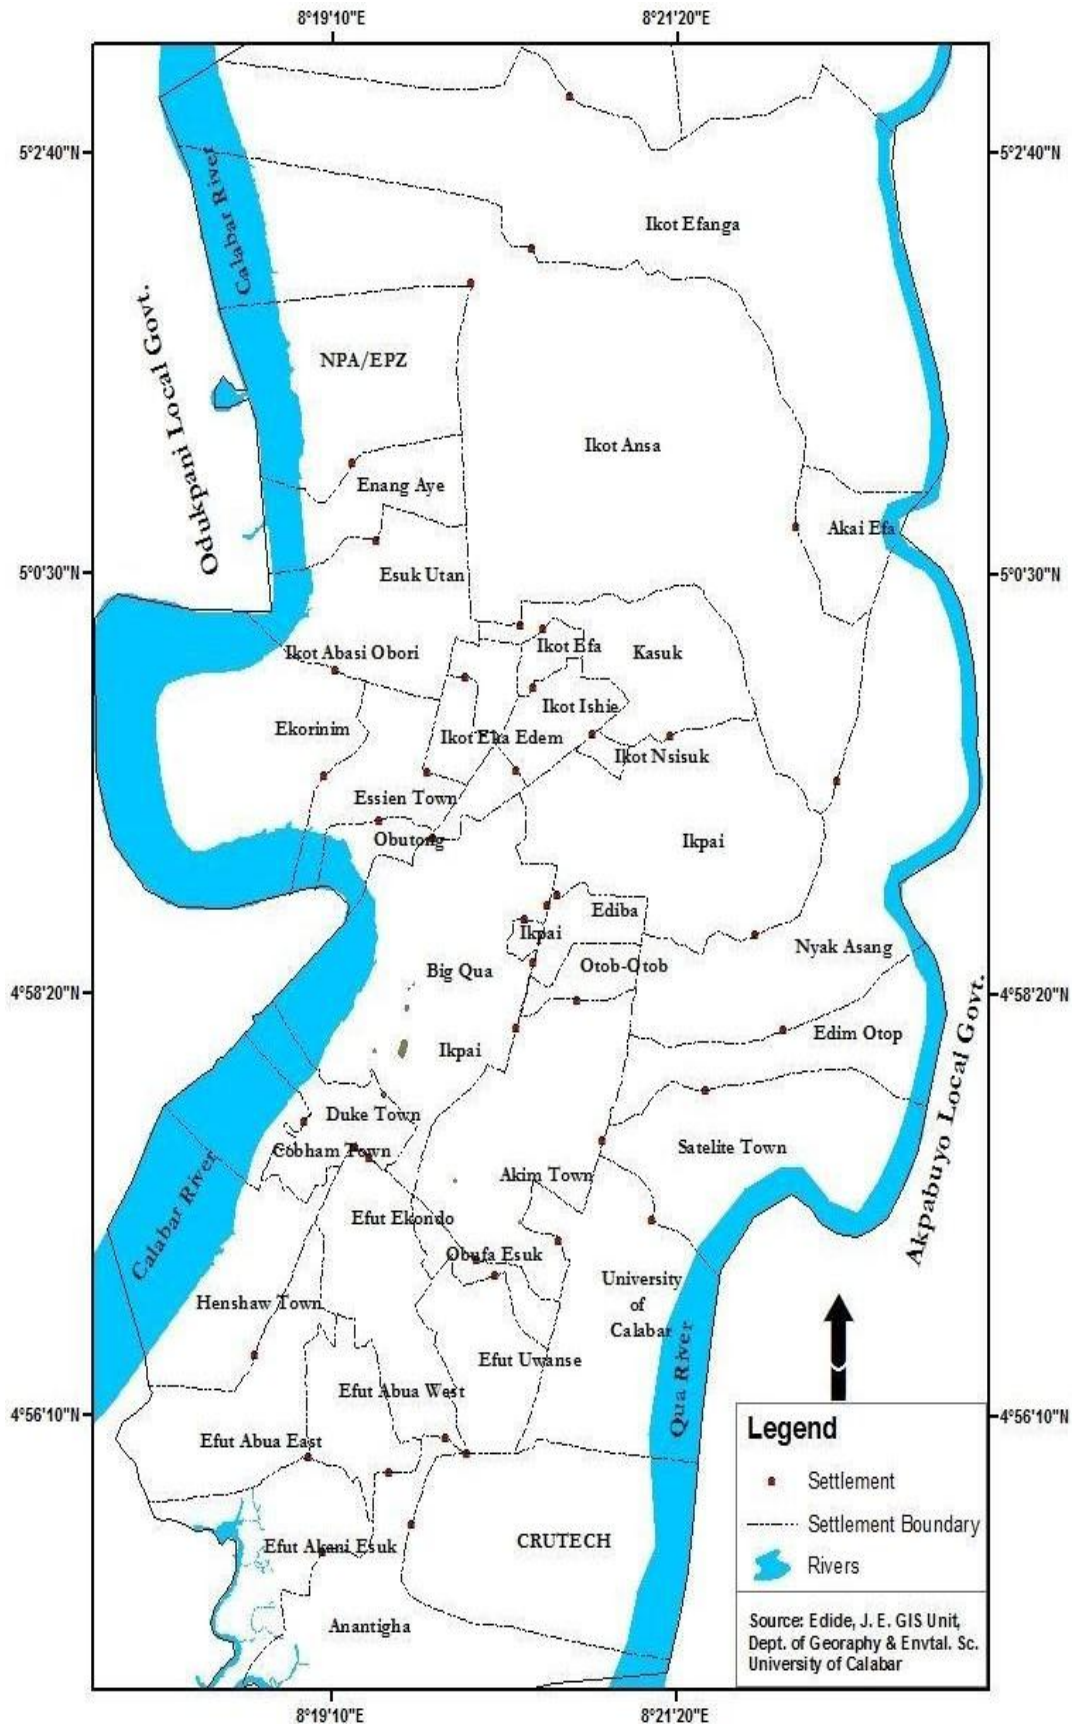 8°19'10"E
8°21'20"E
5°2'40"N
5°2'40"N
Calabar River
Ikot Efanga
Odukpani Local Govt.
NPA/EPZ
Ikot Ansa
Enang Aye
Akai Efa
5°0'30"N
5°0'30"N
Esuk Utan
Ikot Abasi Obori
Ikot Efa
Kasuk
Ikot Ishie
Ekorinim
Ikot Eka Edem
Ikot Nsisuk
Essien Town
Obutong
Ikpai
Ediba
Ikpai
Nyak Asang
Big Qua
Otob-Otob
4°58'20"N
4°58'20"N
Edim Otop
Ikpai
Akpabuyo Local Govt.
Duke Town
Cobham Town
Satelite Town
Akim Town
Calabar River
Efut Ekondo
Obufa Esuk
University
of
Calabar
Henshaw Town
Efut Uwanse
Qua River
Efut Abua West
4°56'10"N
4°56'10"N
Efut Abua East
Legend
Settlement
Settlement Boundary
Rivers
Efut Akani Esuk
CRUTECH
Anantigha
Source: Edide, J. E. GIS Unit,
Dept. of Georaphy & Envtal. Sc.
University of Calabar
8°19'10"E
8°21'20"E